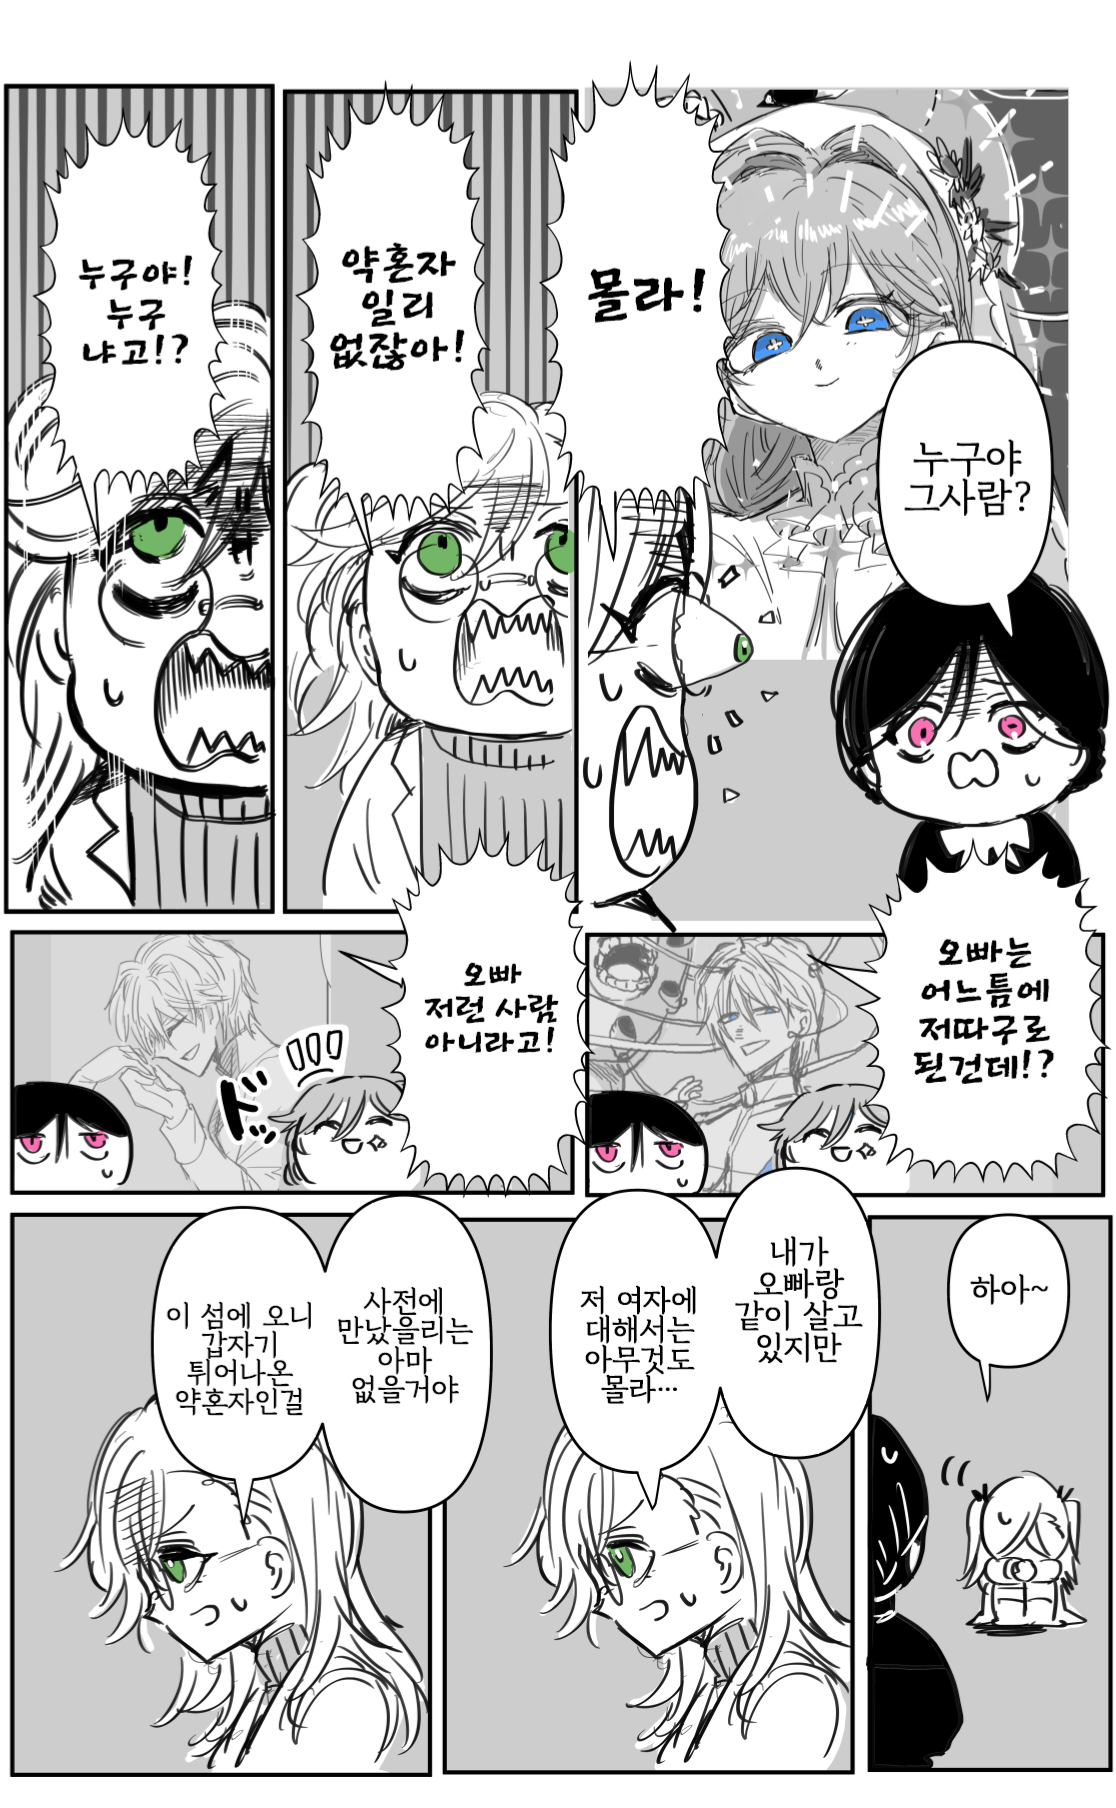 누구야
그사람?
몰라!
약혼자
일리
없잖아!
누구야!
누구
냐고!?
오빠는
어느틈에
저따구로
된건데!?
오빠
저런 사람
아니라고!
ドッ
하아~
내가
오빠랑
같이 살고
있지만
저 여자에
대해서는
아무것도
몰라…
사전에
만났을리는
아마
없을거야
이 섬에 오니
갑자기
튀어나온
약혼자인걸